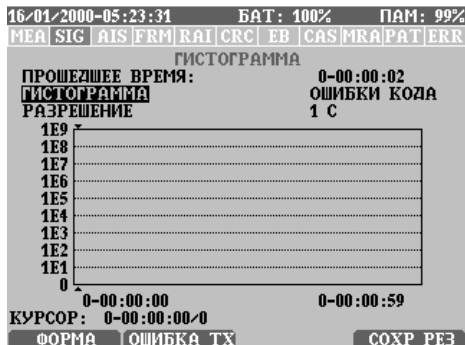 16/01/2000-05:23:31 БАТ: 100% ПАМ: 99%
MEA SIG AIS FRM RAI CRC EB CAS MRA PAT ERR
ГИСТОГРАММА
ПРОШЕДШЕЕ ВРЕМЯ: 0-00:00:02
ГИСТОГРАММА ОШИБКИ КОДА
РАЗРЕШЕНИЕ 1 С
1E9
1E8
1E7
1E6
1E5
1E4
1E3
1E2
1E1
0
0-00:00:00 0-00:00:59
КУРСОР: 0-00:00:00/0
ФОРМА ОШИБКА TX СОХР РЕЗ